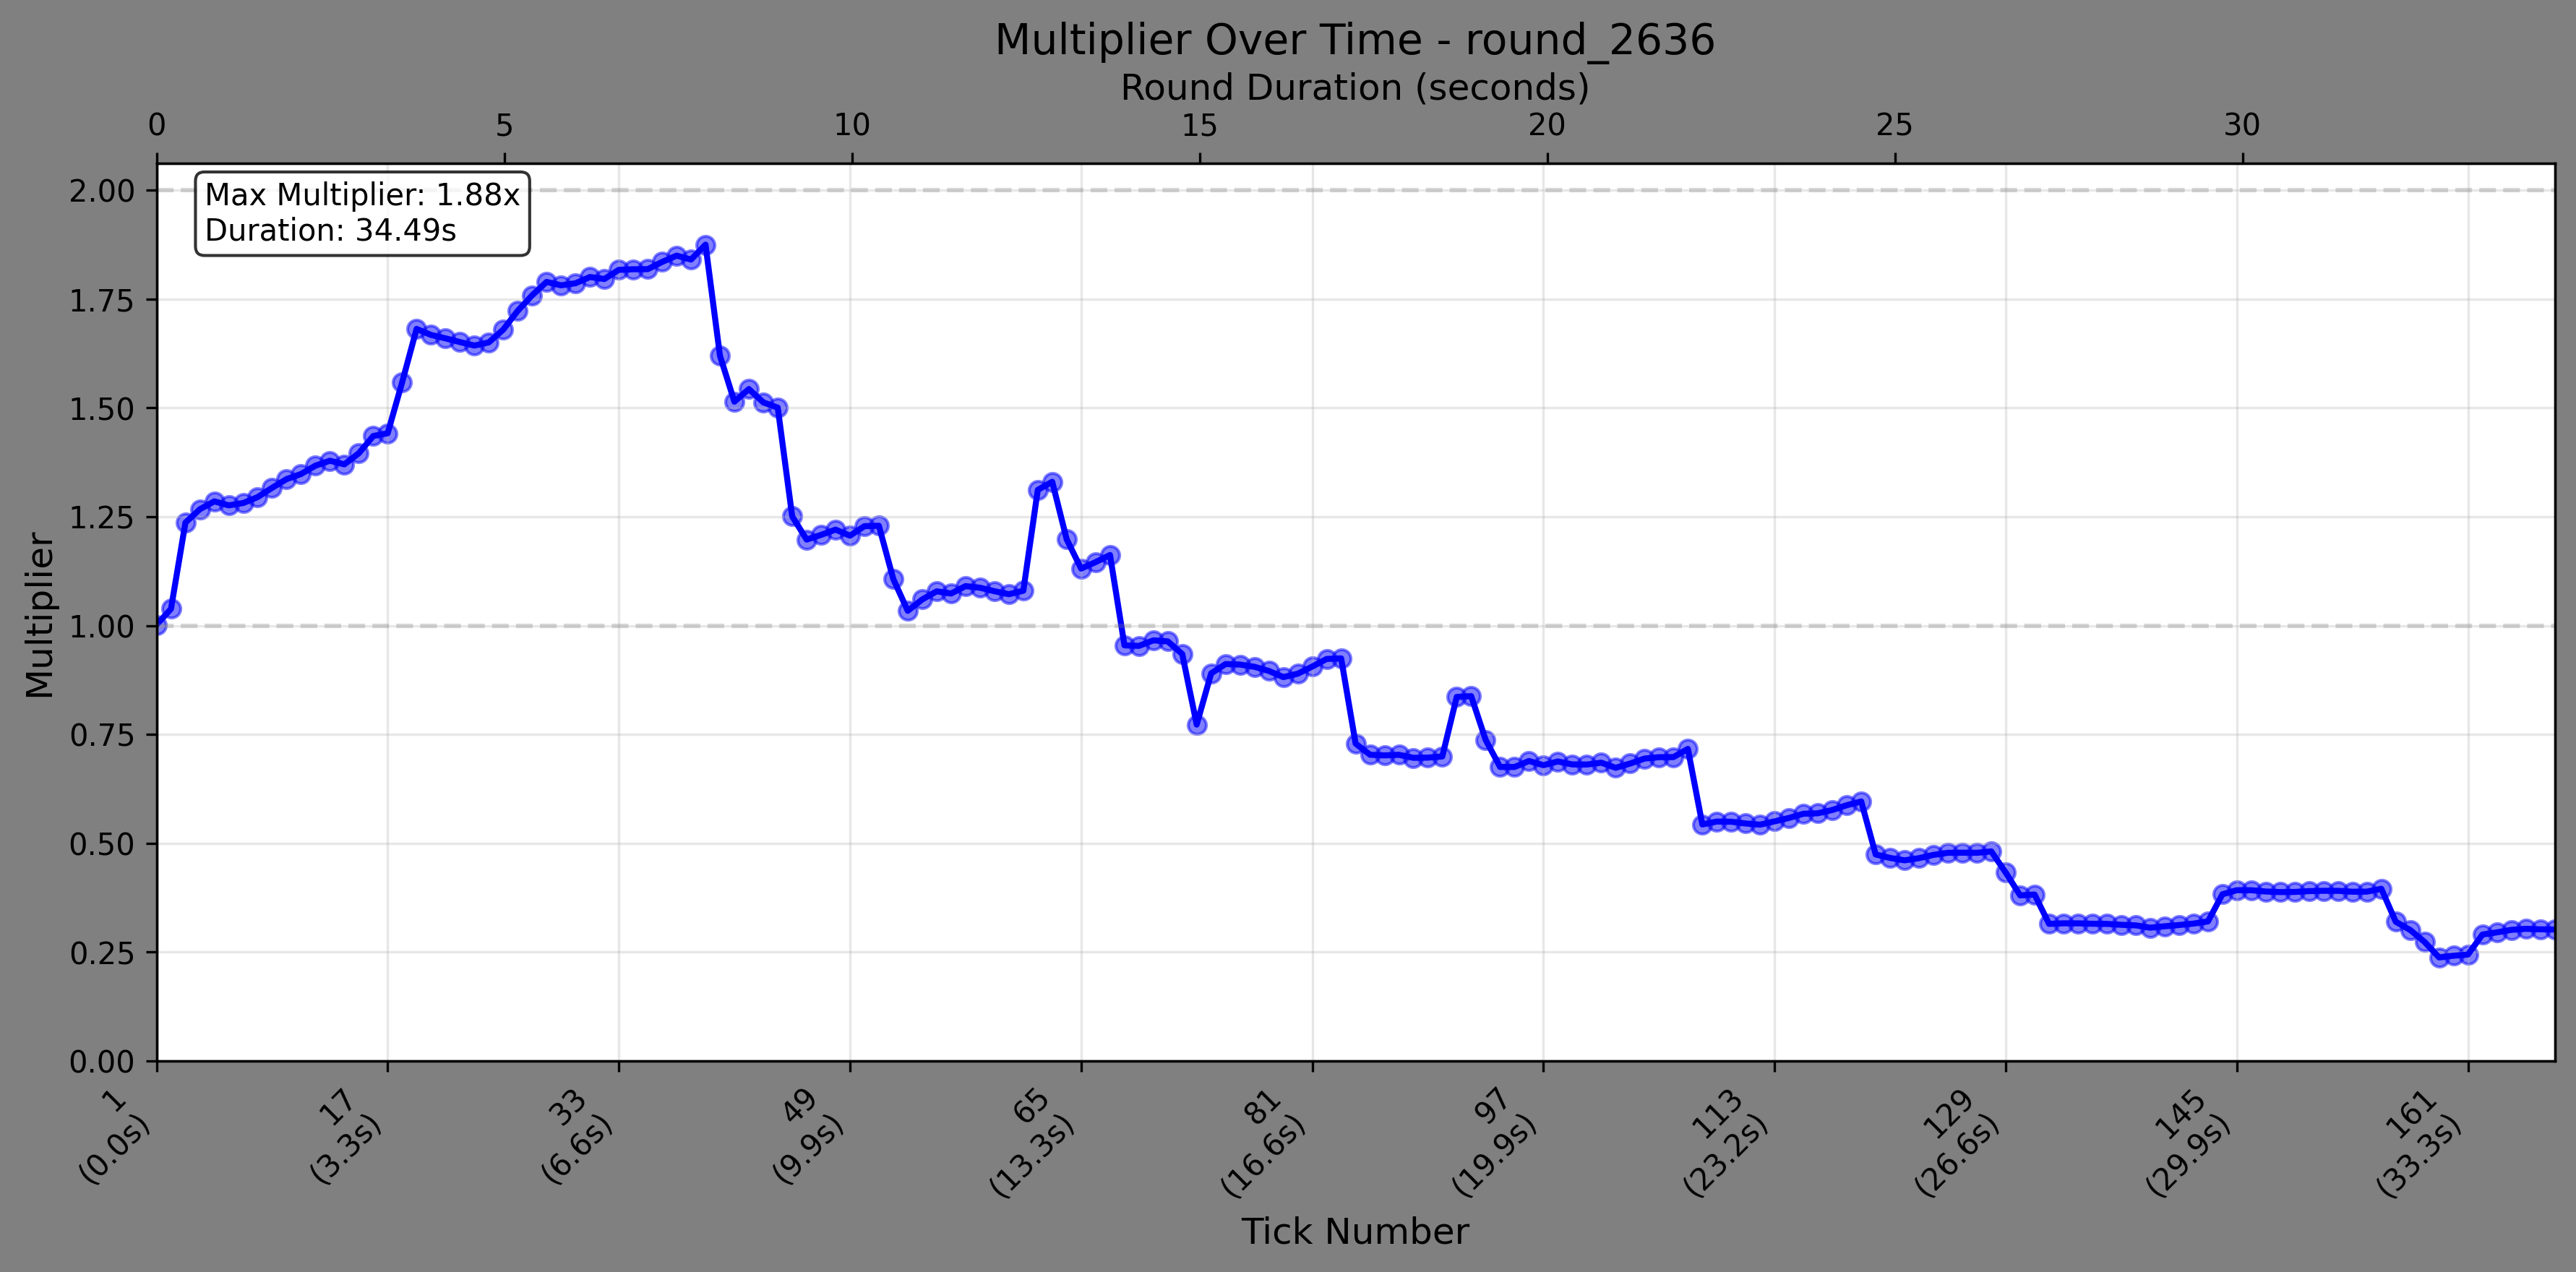 Multiplier Over Time - round_2636
Round Duration (seconds)
0 5 10 15 20 25 30
Max Multiplier: 1.88x
Duration: 34.49s
2.00
1.75
1.50
1.25
1.00
0.75
0.50
0.25
0.00
Multiplier
1 17 33 49 65 81 97 113 129 145 161
(0.0s) (3.3s) (6.6s) (9.9s) (13.3s) (16.6s) (19.9s) (23.2s) (26.6s) (29.9s) (33.3s)
Tick Number